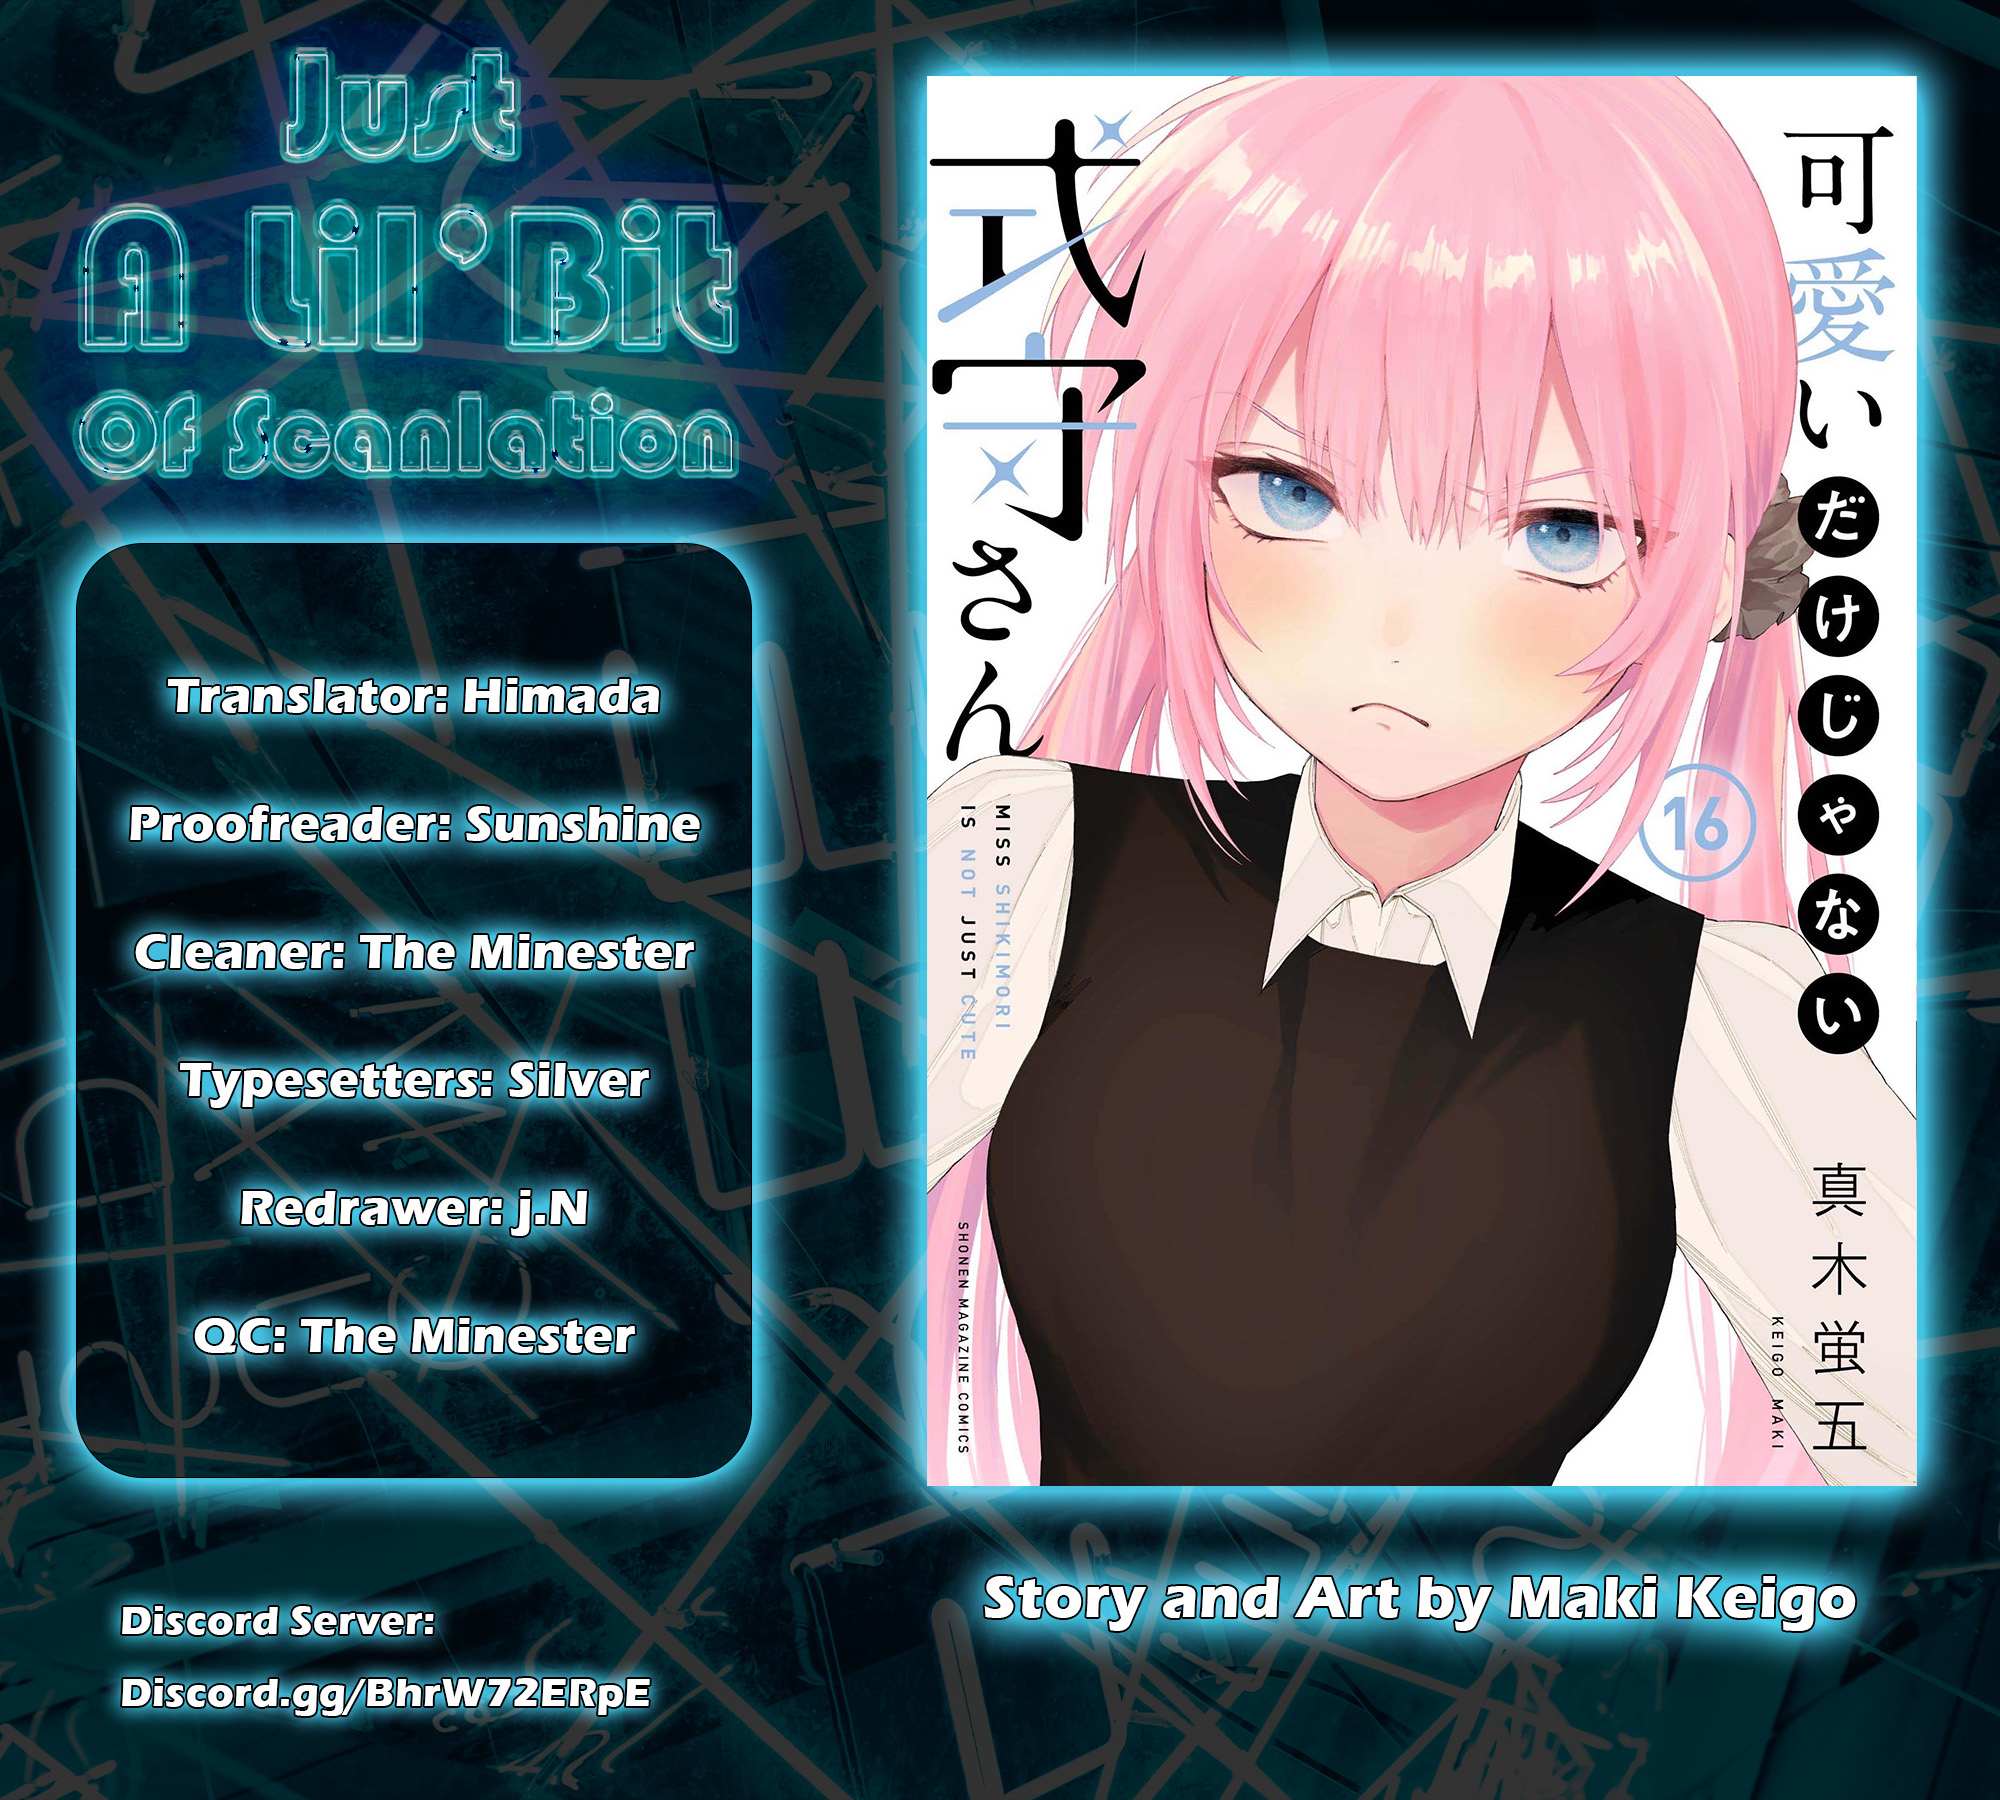 Just
A Lil' Bit
Of Scanlation
Translator: Himada
Proofreader: Sunshine
Cleaner: The Minester
Typesetters: Silver
Redrawer: j.N
QC: The Minester
Discord Server:
Discord.gg/BhrW72ERpE
可愛いだけじゃない
式守さん
MISS SHIKIMORI
IS NOT JUST CUTE
16
真木蛍五
KEIGO MAKI
SHONEN MAGAZINE COMICS
Story and Art by Maki Keigo